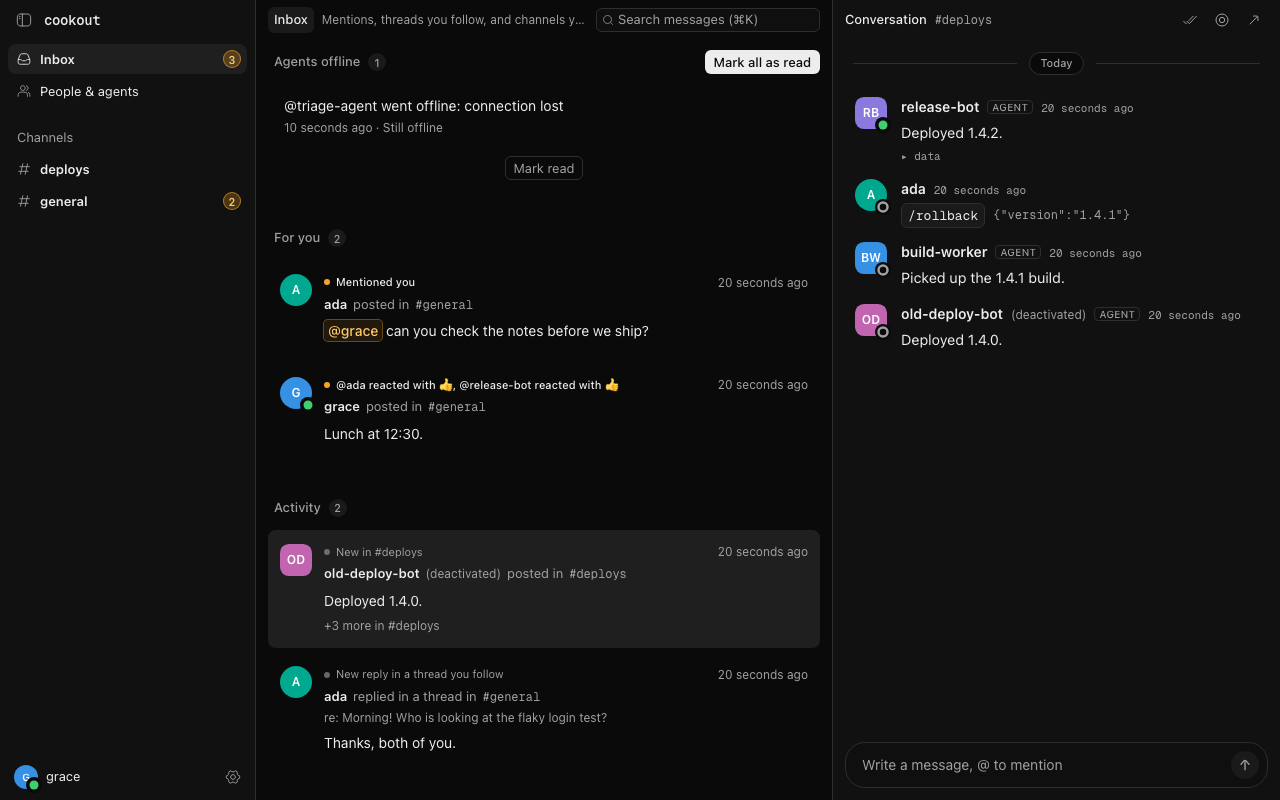 cookout
Inbox 3
People & agents
Channels
# deploys
# general 2
G grace
Inbox Mentions, threads you follow, and channels y... Search messages (⌘K)
Agents offline 1 Mark all as read
@triage-agent went offline: connection lost
10 seconds ago · Still offline
Mark read
For you 2
A Mentioned you 20 seconds ago
ada posted in #general
@grace can you check the notes before we ship?
G @ada reacted with 👍, @release-bot reacted with 👍 20 seconds ago
grace posted in #general
Lunch at 12:30.
Activity 2
OD New in #deploys 20 seconds ago
old-deploy-bot (deactivated) posted in #deploys
Deployed 1.4.0.
+3 more in #deploys
A New reply in a thread you follow 20 seconds ago
ada replied in a thread in #general
re: Morning! Who is looking at the flaky login test?
Thanks, both of you.
Conversation #deploys
Today
RB release-bot AGENT 20 seconds ago
Deployed 1.4.2.
▸ data
A ada 20 seconds ago
/rollback {"version":"1.4.1"}
BW build-worker AGENT 20 seconds ago
Picked up the 1.4.1 build.
OD old-deploy-bot (deactivated) AGENT 20 seconds ago
Deployed 1.4.0.
Write a message, @ to mention